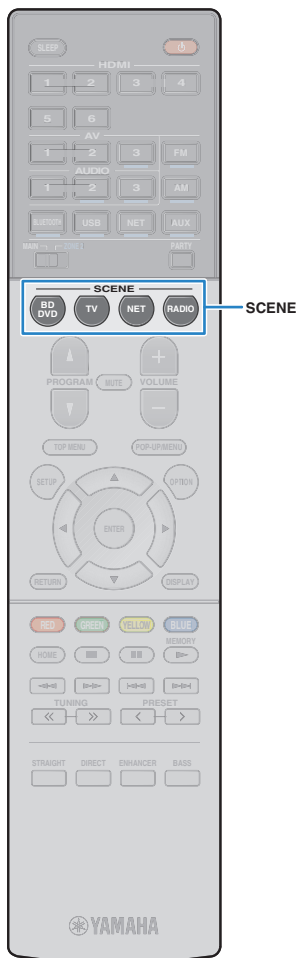 SLEEP
HDMI
1 2 3 4
5 6
AV
1 2 3 FM
AUDIO
1 2 3 AM
BLUETOOTH USB NET AUX
MAIN ZONE 2 PARTY
SCENE
BD DVD TV NET RADIO
SCENE
PROGRAM MUTE VOLUME
TOP MENU POP-UP/MENU
SETUP OPTION
ENTER
RETURN DISPLAY
RED GREEN YELLOW BLUE
MEMORY
HOME
TUNING PRESET
STRAIGHT DIRECT ENHANCER BASS
YAMAHA